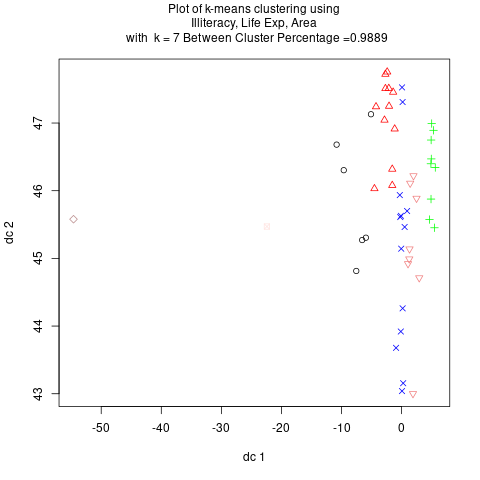 Plot of k-means clustering using
Illiteracy, Life Exp, Area
with k = 7 Between Cluster Percentage =0.9889
47
46
45
44
43
dc 2
-50 -40 -30 -20 -10 0
dc 1